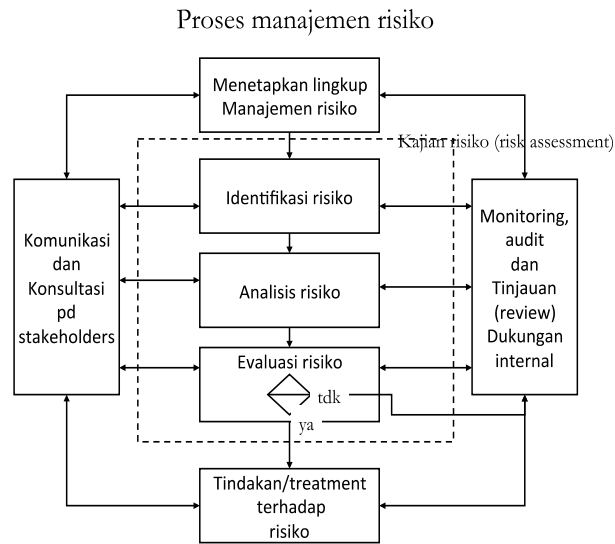 Proses manajemen risiko
Menetapkan lingkup
Manajemen risiko
Kajian risiko (risk assessment)
Identifikasi risiko
Komunikasi
dan
Konsultasi
pd
stakeholders
Monitoring,
audit
dan
Tinjauan
(review)
Dukungan
internal
Analisis risiko
Evaluasi risiko
tdk
ya
Tindakan/treatment
terhadap
risiko